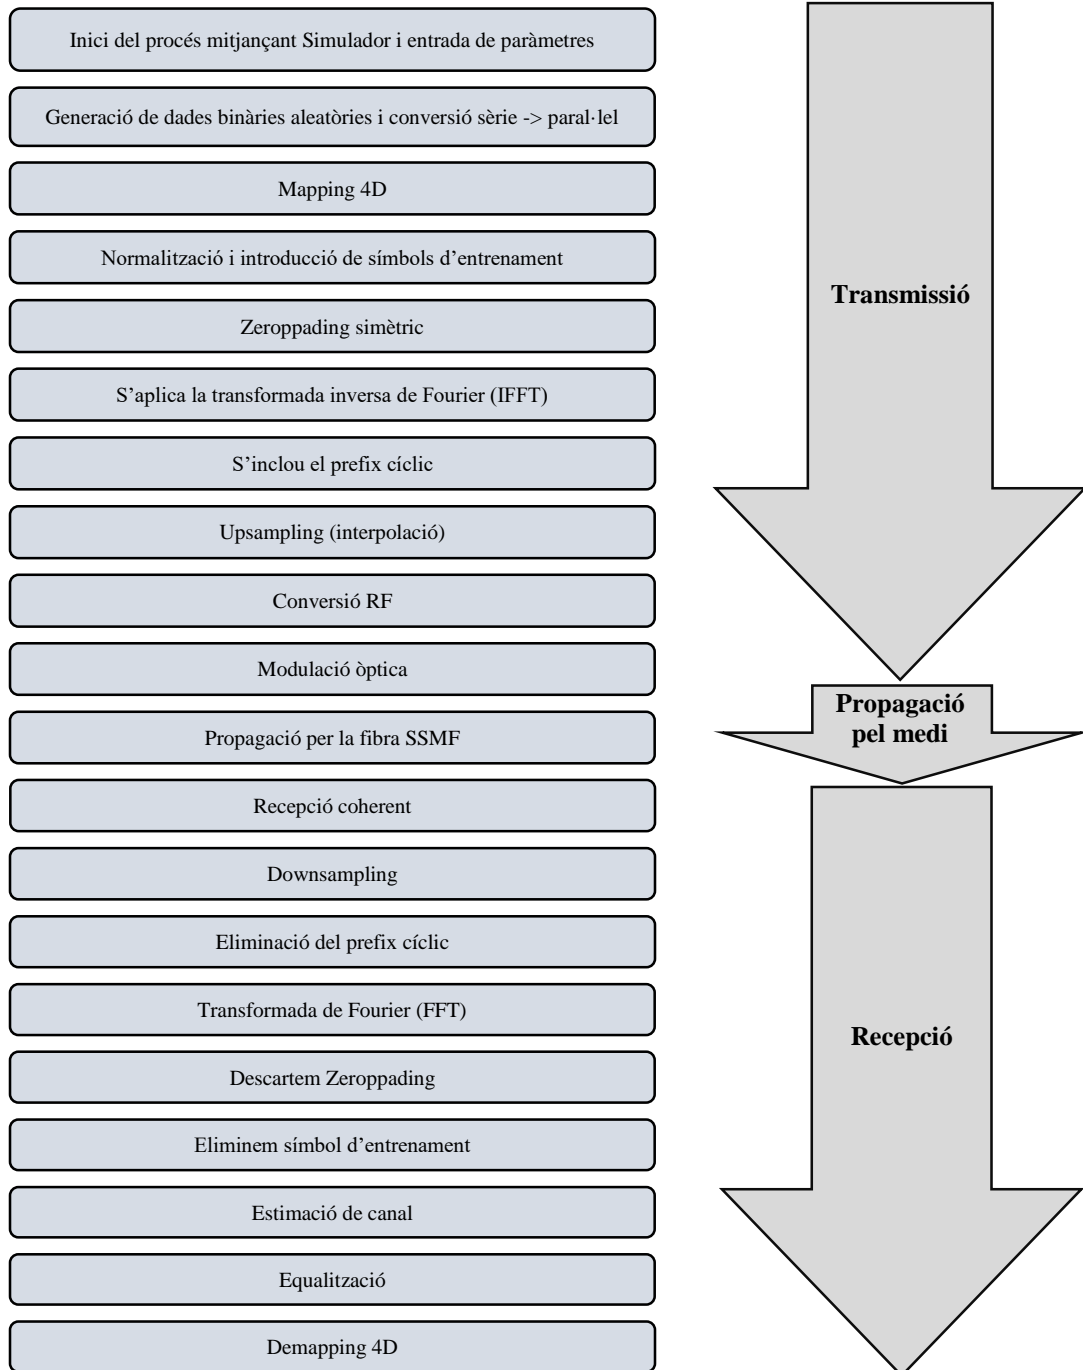 Inici del procés mitjançant Simulador i entrada de paràmetres
Generació de dades binàries aleatòries i conversió sèrie -> paral·lel
Mapping 4D
Normalització i introducció de símbols d’entrenament
Zeroppading simètric
S’aplica la transformada inversa de Fourier (IFFT)
S’inclou el prefix cíclic
Upsampling (interpolació)
Conversió RF
Modulació òptica
Propagació per la fibra SSMF
Recepció coherent
Downsampling
Eliminació del prefix cíclic
Transformada de Fourier (FFT)
Descartem Zeroppading
Eliminem símbol d’entrenament
Estimació de canal
Equalització
Demapping 4D
Transmissió
Propagació
pel medi
Recepció